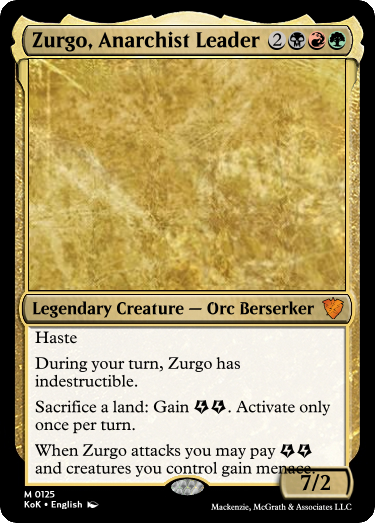 Zurgo, Anarchist Leader 2
Legendary Creature — Orc Berserker
Haste
During your turn, Zurgo has
indestructible.
Sacrifice a land: Gain . Activate only
once per turn.
When Zurgo attacks you may pay
and creatures you control gain menace.
7/2
M 0125
KoK • English
Mackenzie, McGrath & Associates LLC